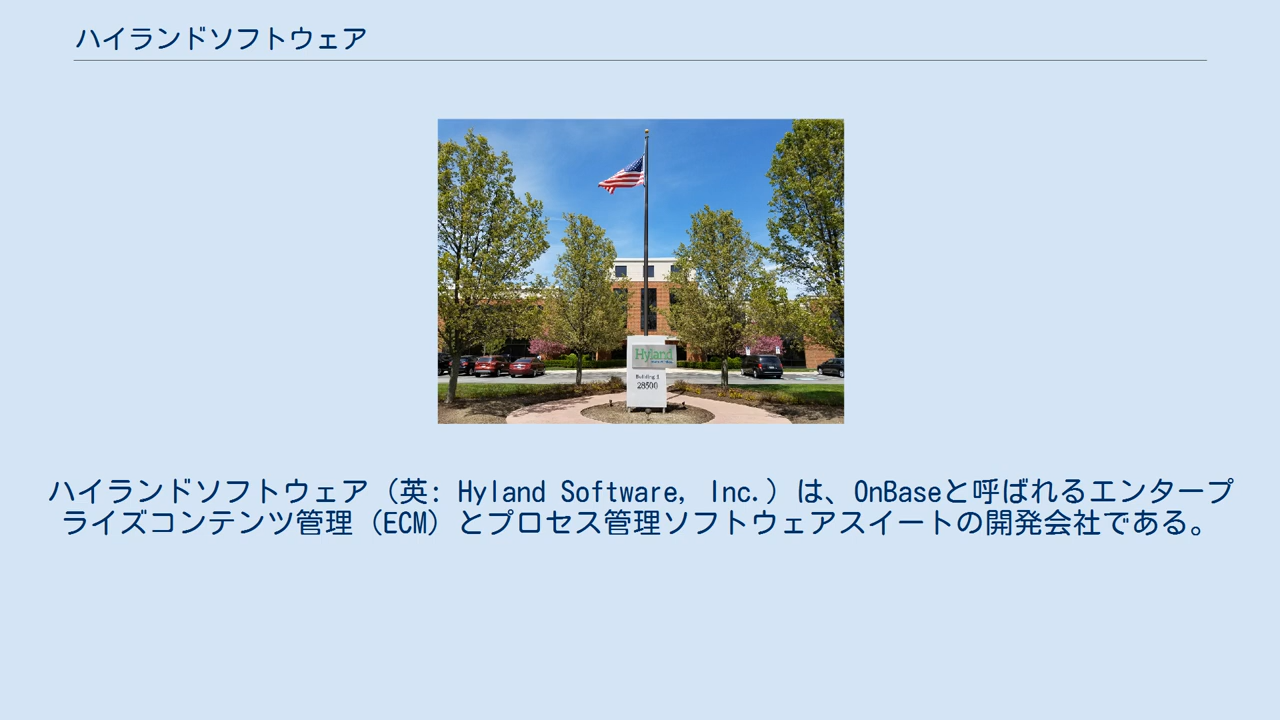 ハイランドソフトウェア
Hyland
Building 1
28500
ハイランドソフトウェア（英: Hyland Software, Inc.）は、OnBaseと呼ばれるエンタープ
ライズコンテンツ管理（ECM）とプロセス管理ソフトウェアスイートの開発会社である。